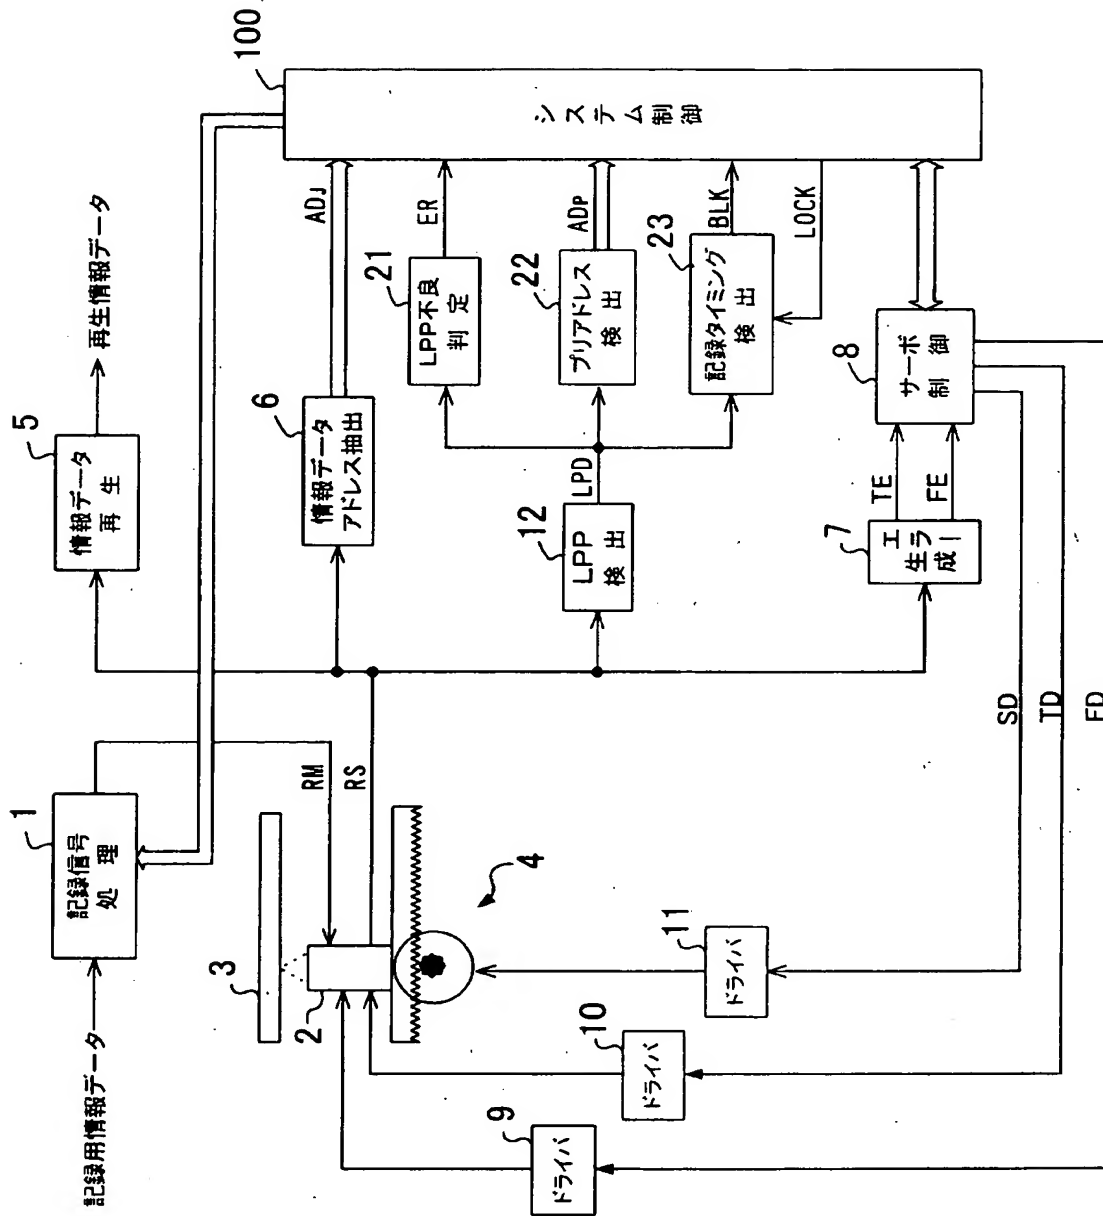 記録用情報データ
1
記録信号
処理
3
2
RM
RS
4
5
情報データ
再生
再生情報データ
100
システム制御
6
情報データ
アドレス抽出
ADJ
21
LPP不良
判定
ER
12
LPP
検出
LPD
22
プリアドレス
検出
ADP
23
記録タイミング
検出
BLK
LOCK
7
エラー
生成
TE
FE
8
サーボ
制御
SD
TD
FD
9
ドライバ
10
ドライバ
11
ドライバ